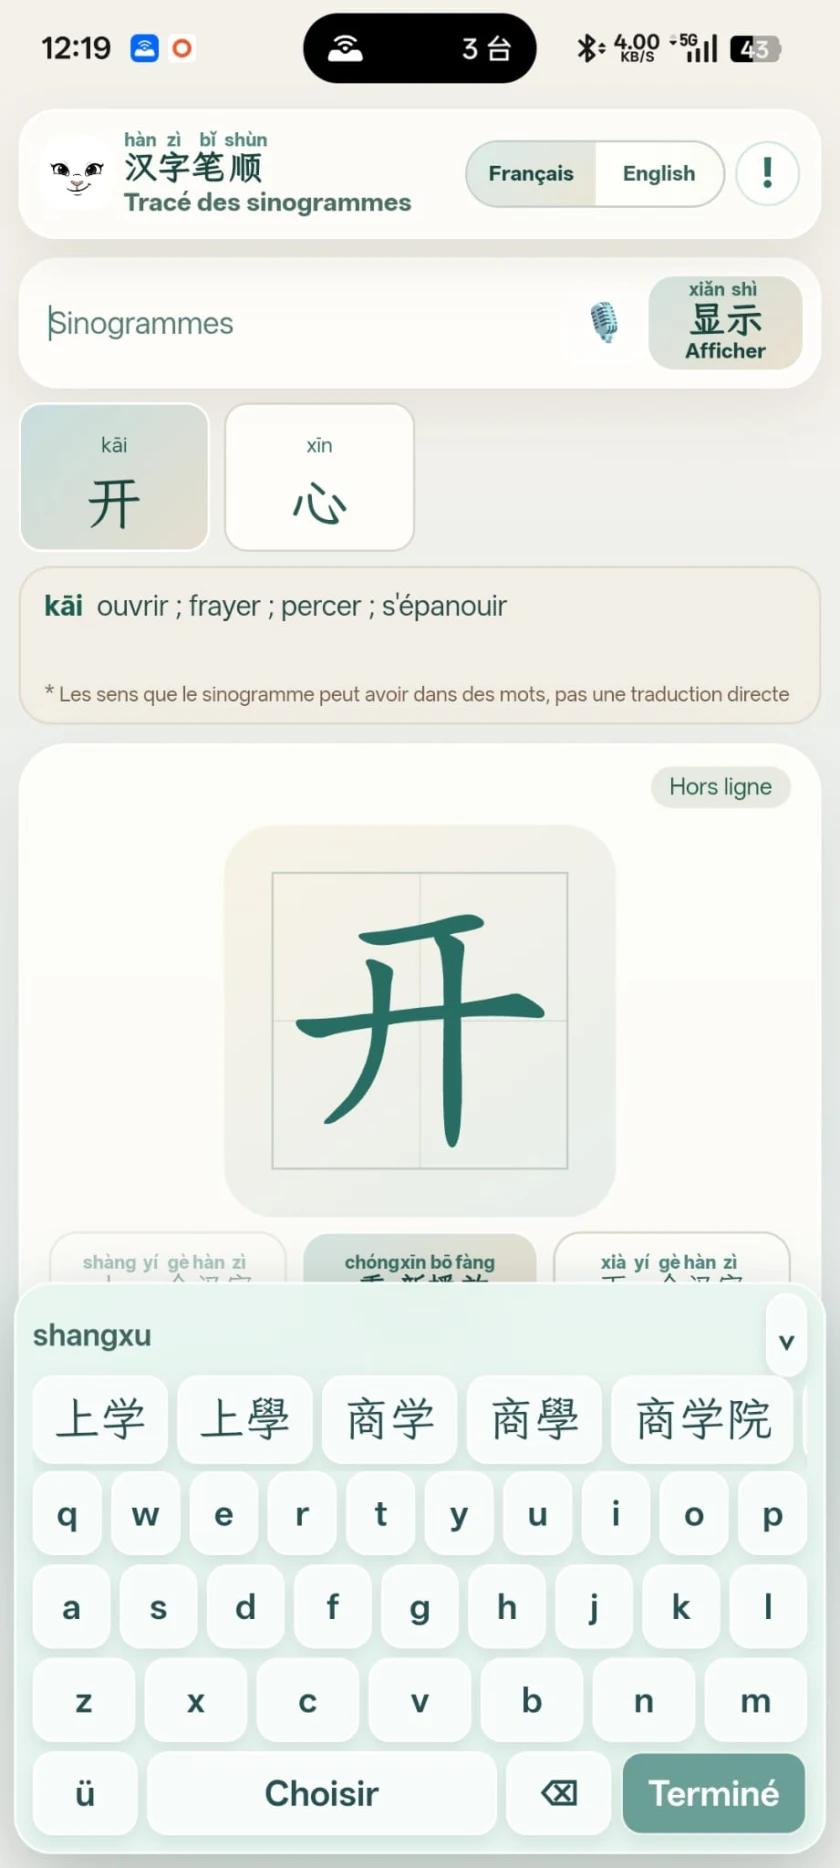 12:19
3 台
4.00 KB/S
5G
43
hàn zì bǐ shùn
汉字笔顺
Tracé des sinogrammes
Français
English
!
Sinogrammes
xiǎn shì
显示
Afficher
kāi
开
xīn
心
kāi ouvrir ; frayer ; percer ; s'épanouir
* Les sens que le sinogramme peut avoir dans des mots, pas une traduction directe
Hors ligne
开
shàng yí gè hàn zì
chóngxīn bō fàng
xià yí gè hàn zì
shangxu
v
上学 上學 商学 商學 商学院
q w e r t y u i o p
a s d f g h j k l
z x c v b n m
ü Choisir Terminé